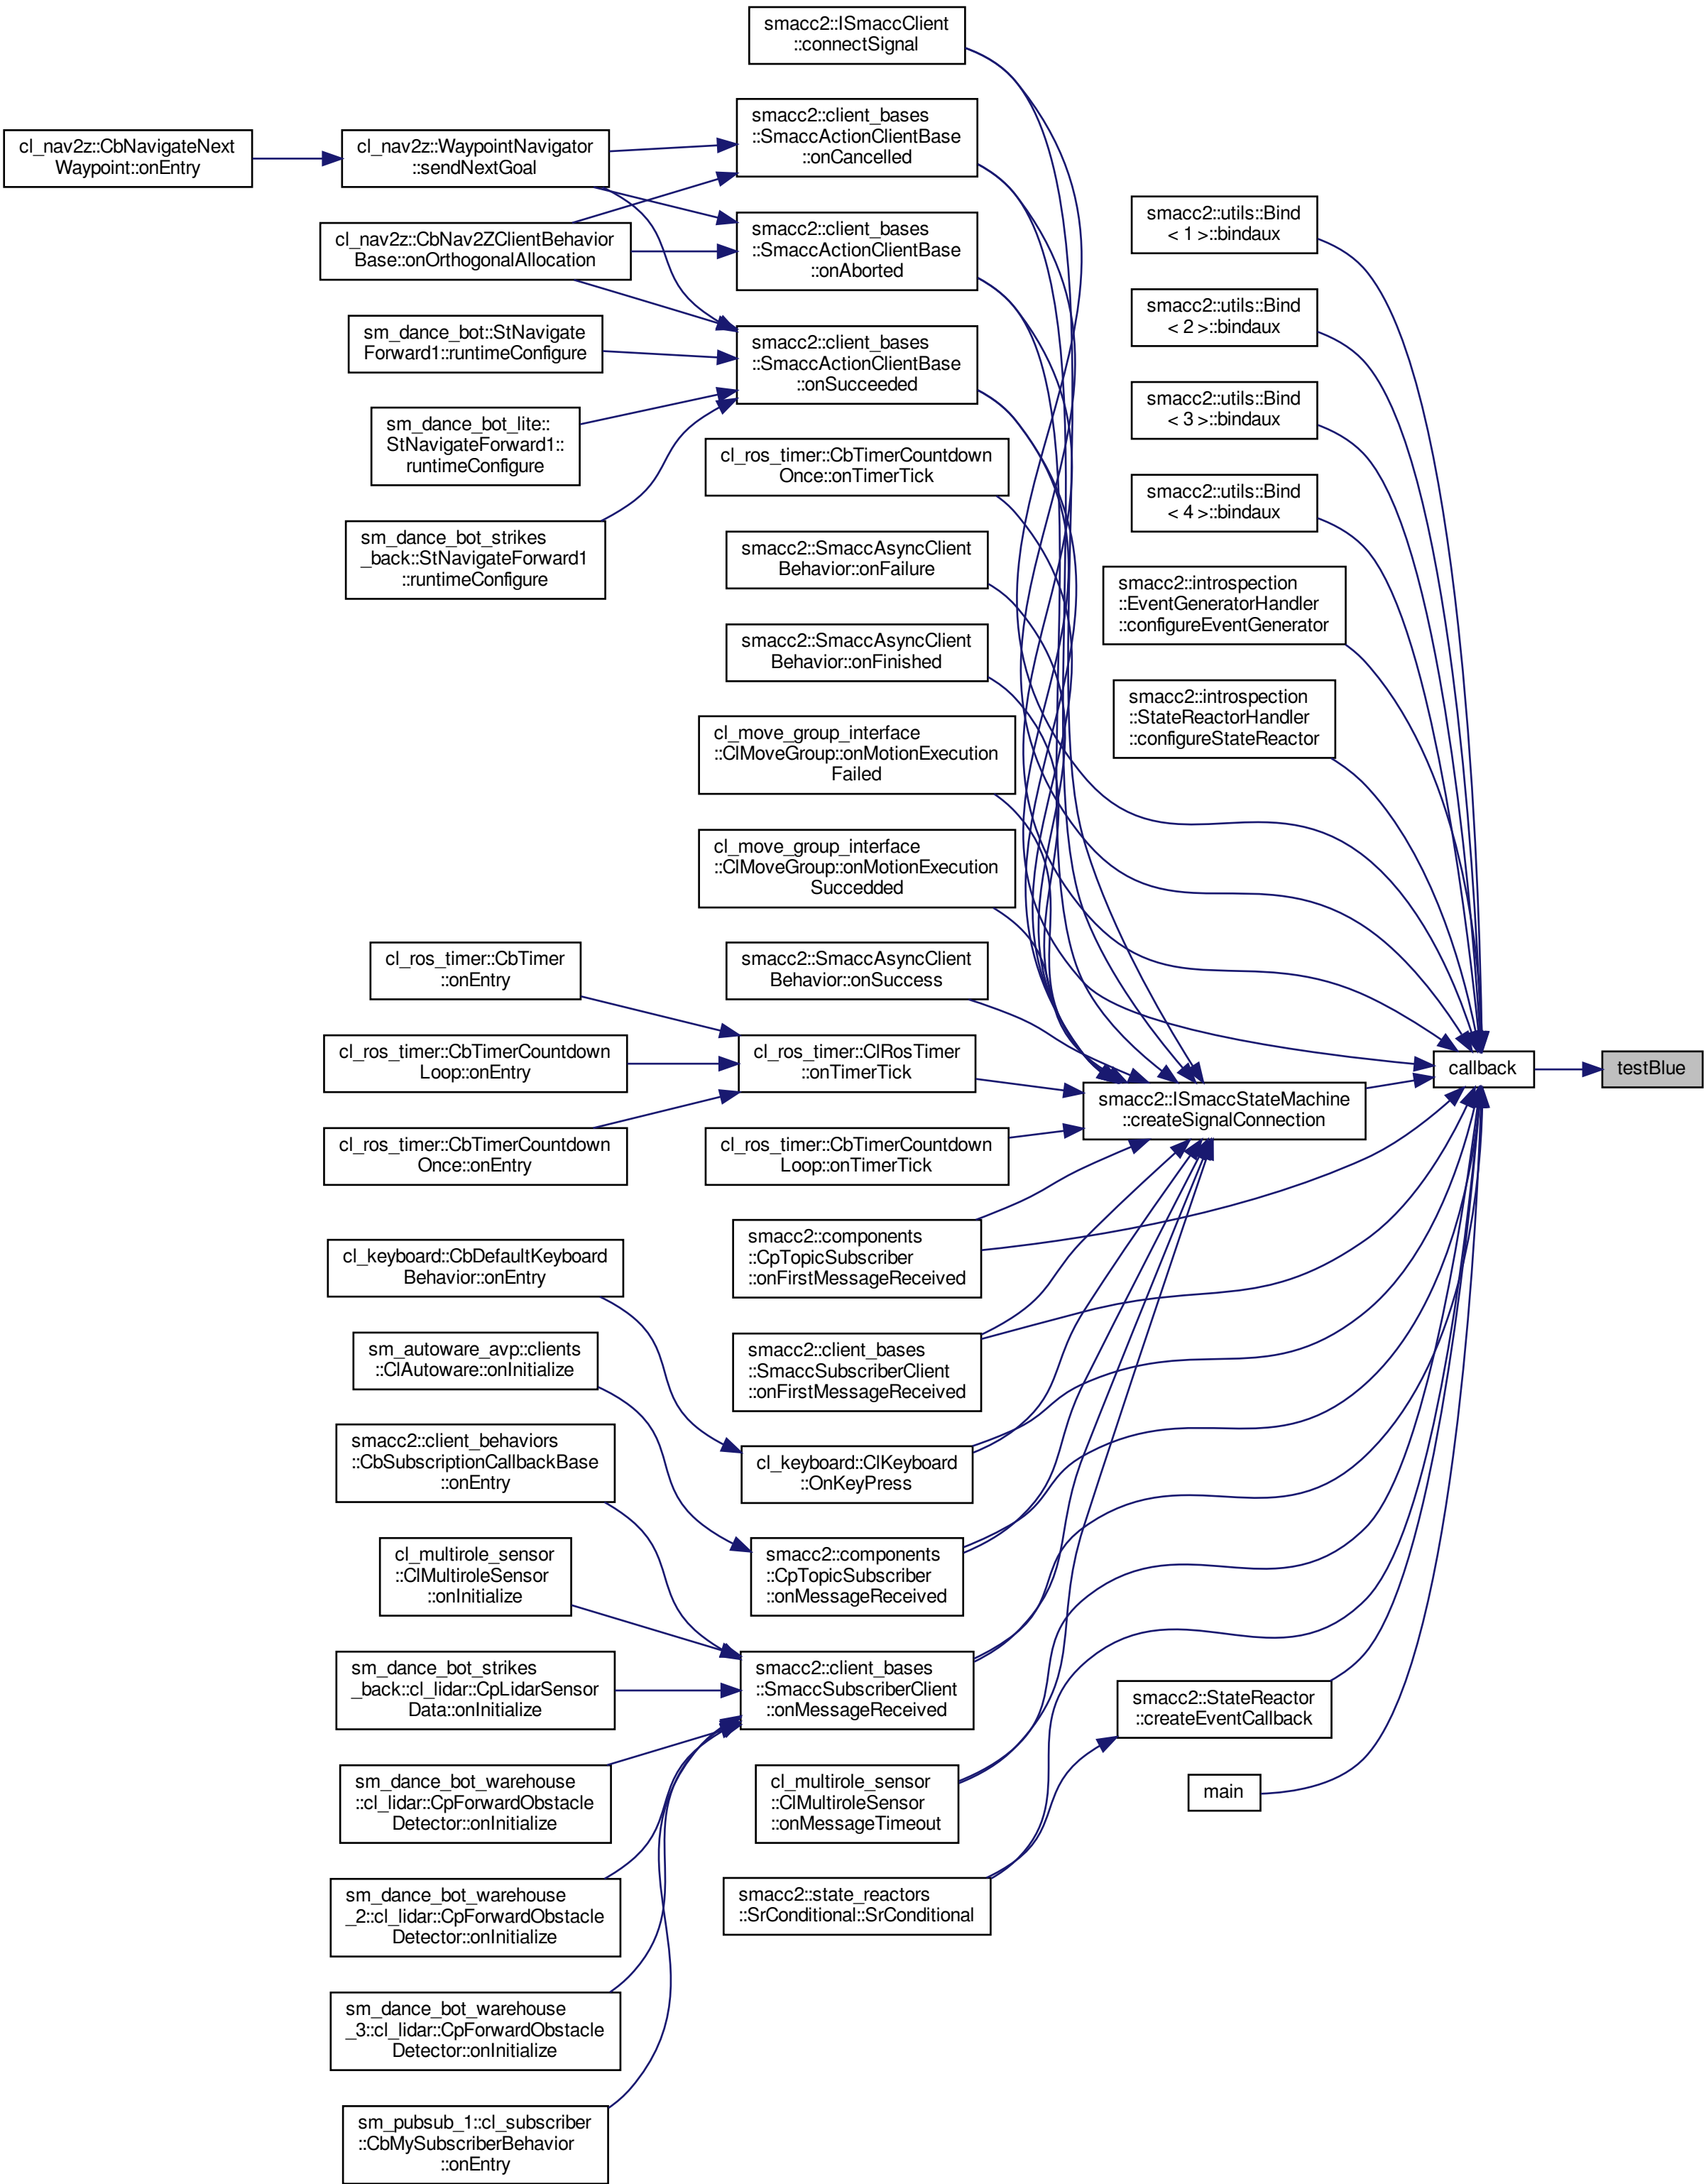 smacc2::ISmaccClient
::connectSignal
cl_nav2z::CbNavigateNext
Waypoint::onEntry
cl_nav2z::WaypointNavigator
::sendNextGoal
smacc2::client_bases
::SmaccActionClientBase
::onCancelled
cl_nav2z::CbNav2ZClientBehavior
Base::onOrthogonalAllocation
smacc2::client_bases
::SmaccActionClientBase
::onAborted
sm_dance_bot::StNavigate
Forward1::runtimeConfigure
smacc2::client_bases
::SmaccActionClientBase
::onSucceeded
sm_dance_bot_lite::
StNavigateForward1::
runtimeConfigure
cl_ros_timer::CbTimerCountdown
Once::onTimerTick
sm_dance_bot_strikes
_back::StNavigateForward1
::runtimeConfigure
smacc2::SmaccAsyncClient
Behavior::onFailure
smacc2::SmaccAsyncClient
Behavior::onFinished
cl_move_group_interface
::ClMoveGroup::onMotionExecution
Failed
cl_move_group_interface
::ClMoveGroup::onMotionExecution
Succedded
smacc2::SmaccAsyncClient
Behavior::onSuccess
cl_ros_timer::CbTimer
::onEntry
cl_ros_timer::CbTimerCountdown
Loop::onEntry
cl_ros_timer::ClRosTimer
::onTimerTick
cl_ros_timer::CbTimerCountdown
Once::onEntry
cl_ros_timer::CbTimerCountdown
Loop::onTimerTick
smacc2::components
::CpTopicSubscriber
::onFirstMessageReceived
cl_keyboard::CbDefaultKeyboard
Behavior::onEntry
smacc2::client_bases
::SmaccSubscriberClient
::onFirstMessageReceived
sm_autoware_avp::clients
::ClAutoware::onInitialize
smacc2::client_behaviors
::CbSubscriptionCallbackBase
::onEntry
cl_keyboard::ClKeyboard
::OnKeyPress
cl_multirole_sensor
::ClMultiroleSensor
::onInitialize
smacc2::components
::CpTopicSubscriber
::onMessageReceived
sm_dance_bot_strikes
_back::cl_lidar::CpLidarSensor
Data::onInitialize
smacc2::client_bases
::SmaccSubscriberClient
::onMessageReceived
sm_dance_bot_warehouse
::cl_lidar::CpForwardObstacle
Detector::onInitialize
cl_multirole_sensor
::ClMultiroleSensor
::onMessageTimeout
sm_dance_bot_warehouse
_2::cl_lidar::CpForwardObstacle
Detector::onInitialize
smacc2::state_reactors
::SrConditional::SrConditional
sm_dance_bot_warehouse
_3::cl_lidar::CpForwardObstacle
Detector::onInitialize
sm_pubsub_1::cl_subscriber
::CbMySubscriberBehavior
::onEntry
smacc2::utils::Bind
< 1 >::bindaux
smacc2::utils::Bind
< 2 >::bindaux
smacc2::utils::Bind
< 3 >::bindaux
smacc2::utils::Bind
< 4 >::bindaux
smacc2::introspection
::EventGeneratorHandler
::configureEventGenerator
smacc2::introspection
::StateReactorHandler
::configureStateReactor
smacc2::ISmaccStateMachine
::createSignalConnection
smacc2::StateReactor
::createEventCallback
main
callback
testBlue